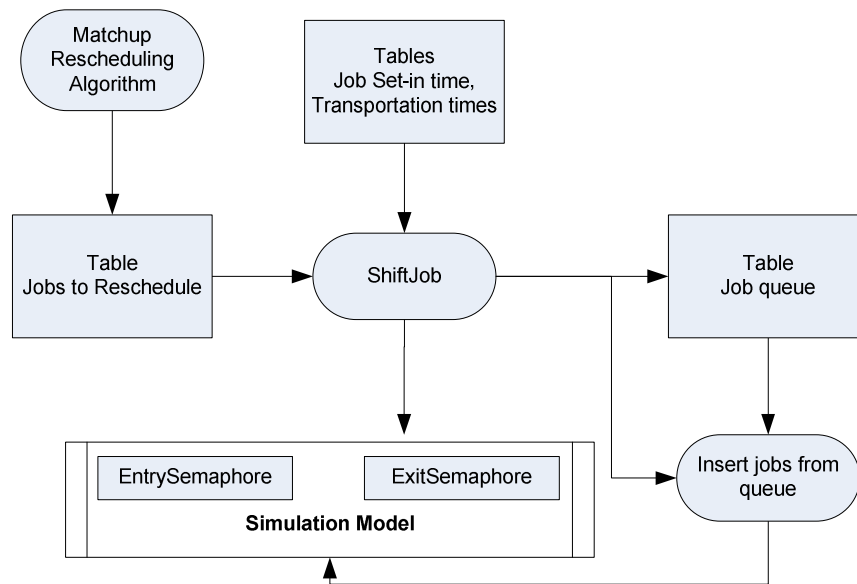 Matchup
Rescheduling
Algorithm
Tables
Job Set-in time,
Transportation times
Table
Jobs to Reschedule
ShiftJob
Table
Job queue
EntrySemaphore
ExitSemaphore
Simulation Model
Insert jobs from
queue